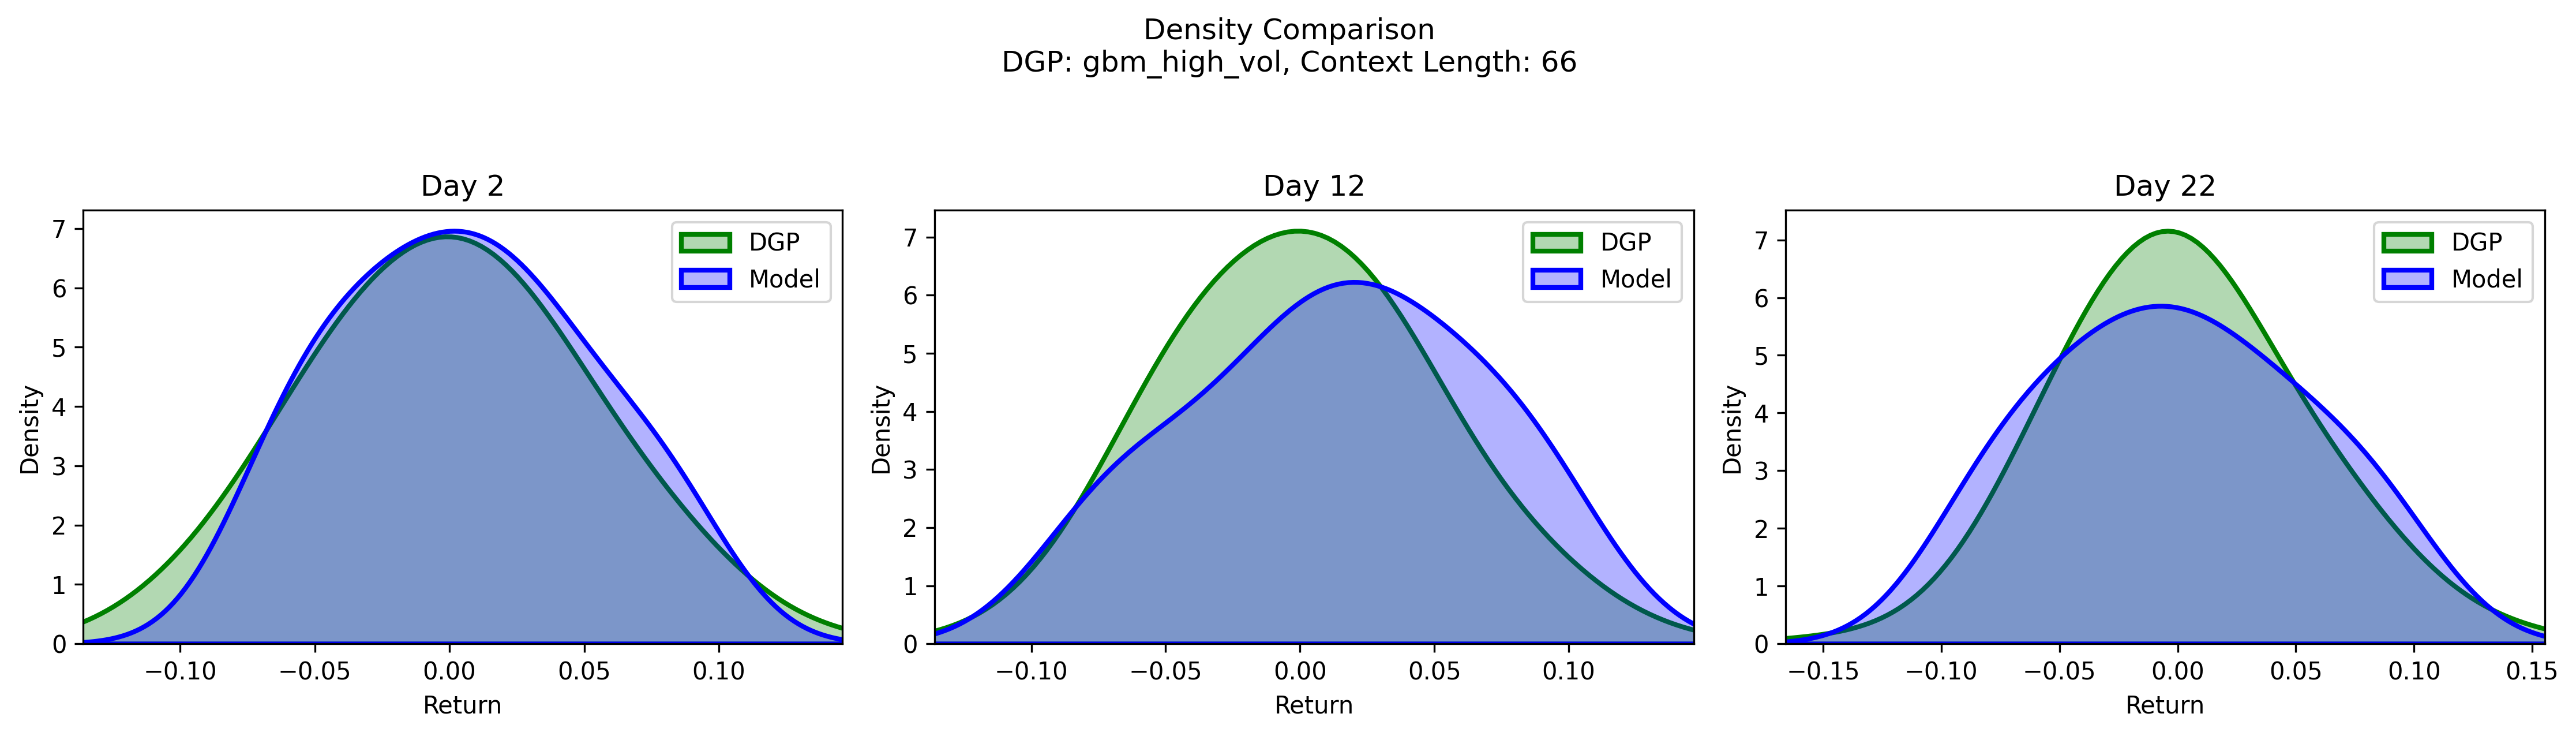 Density Comparison
DGP: gbm_high_vol, Context Length: 66
Day 2
7
6
5
4
3
2
1
0
Density
−0.10
−0.05
0.00
0.05
0.10
Return
DGP
Model
Day 12
7
6
5
4
3
2
1
0
Density
−0.10
−0.05
0.00
0.05
0.10
Return
DGP
Model
Day 22
7
6
5
4
3
2
1
0
Density
−0.15
−0.10
−0.05
0.00
0.05
0.10
0.15
Return
DGP
Model